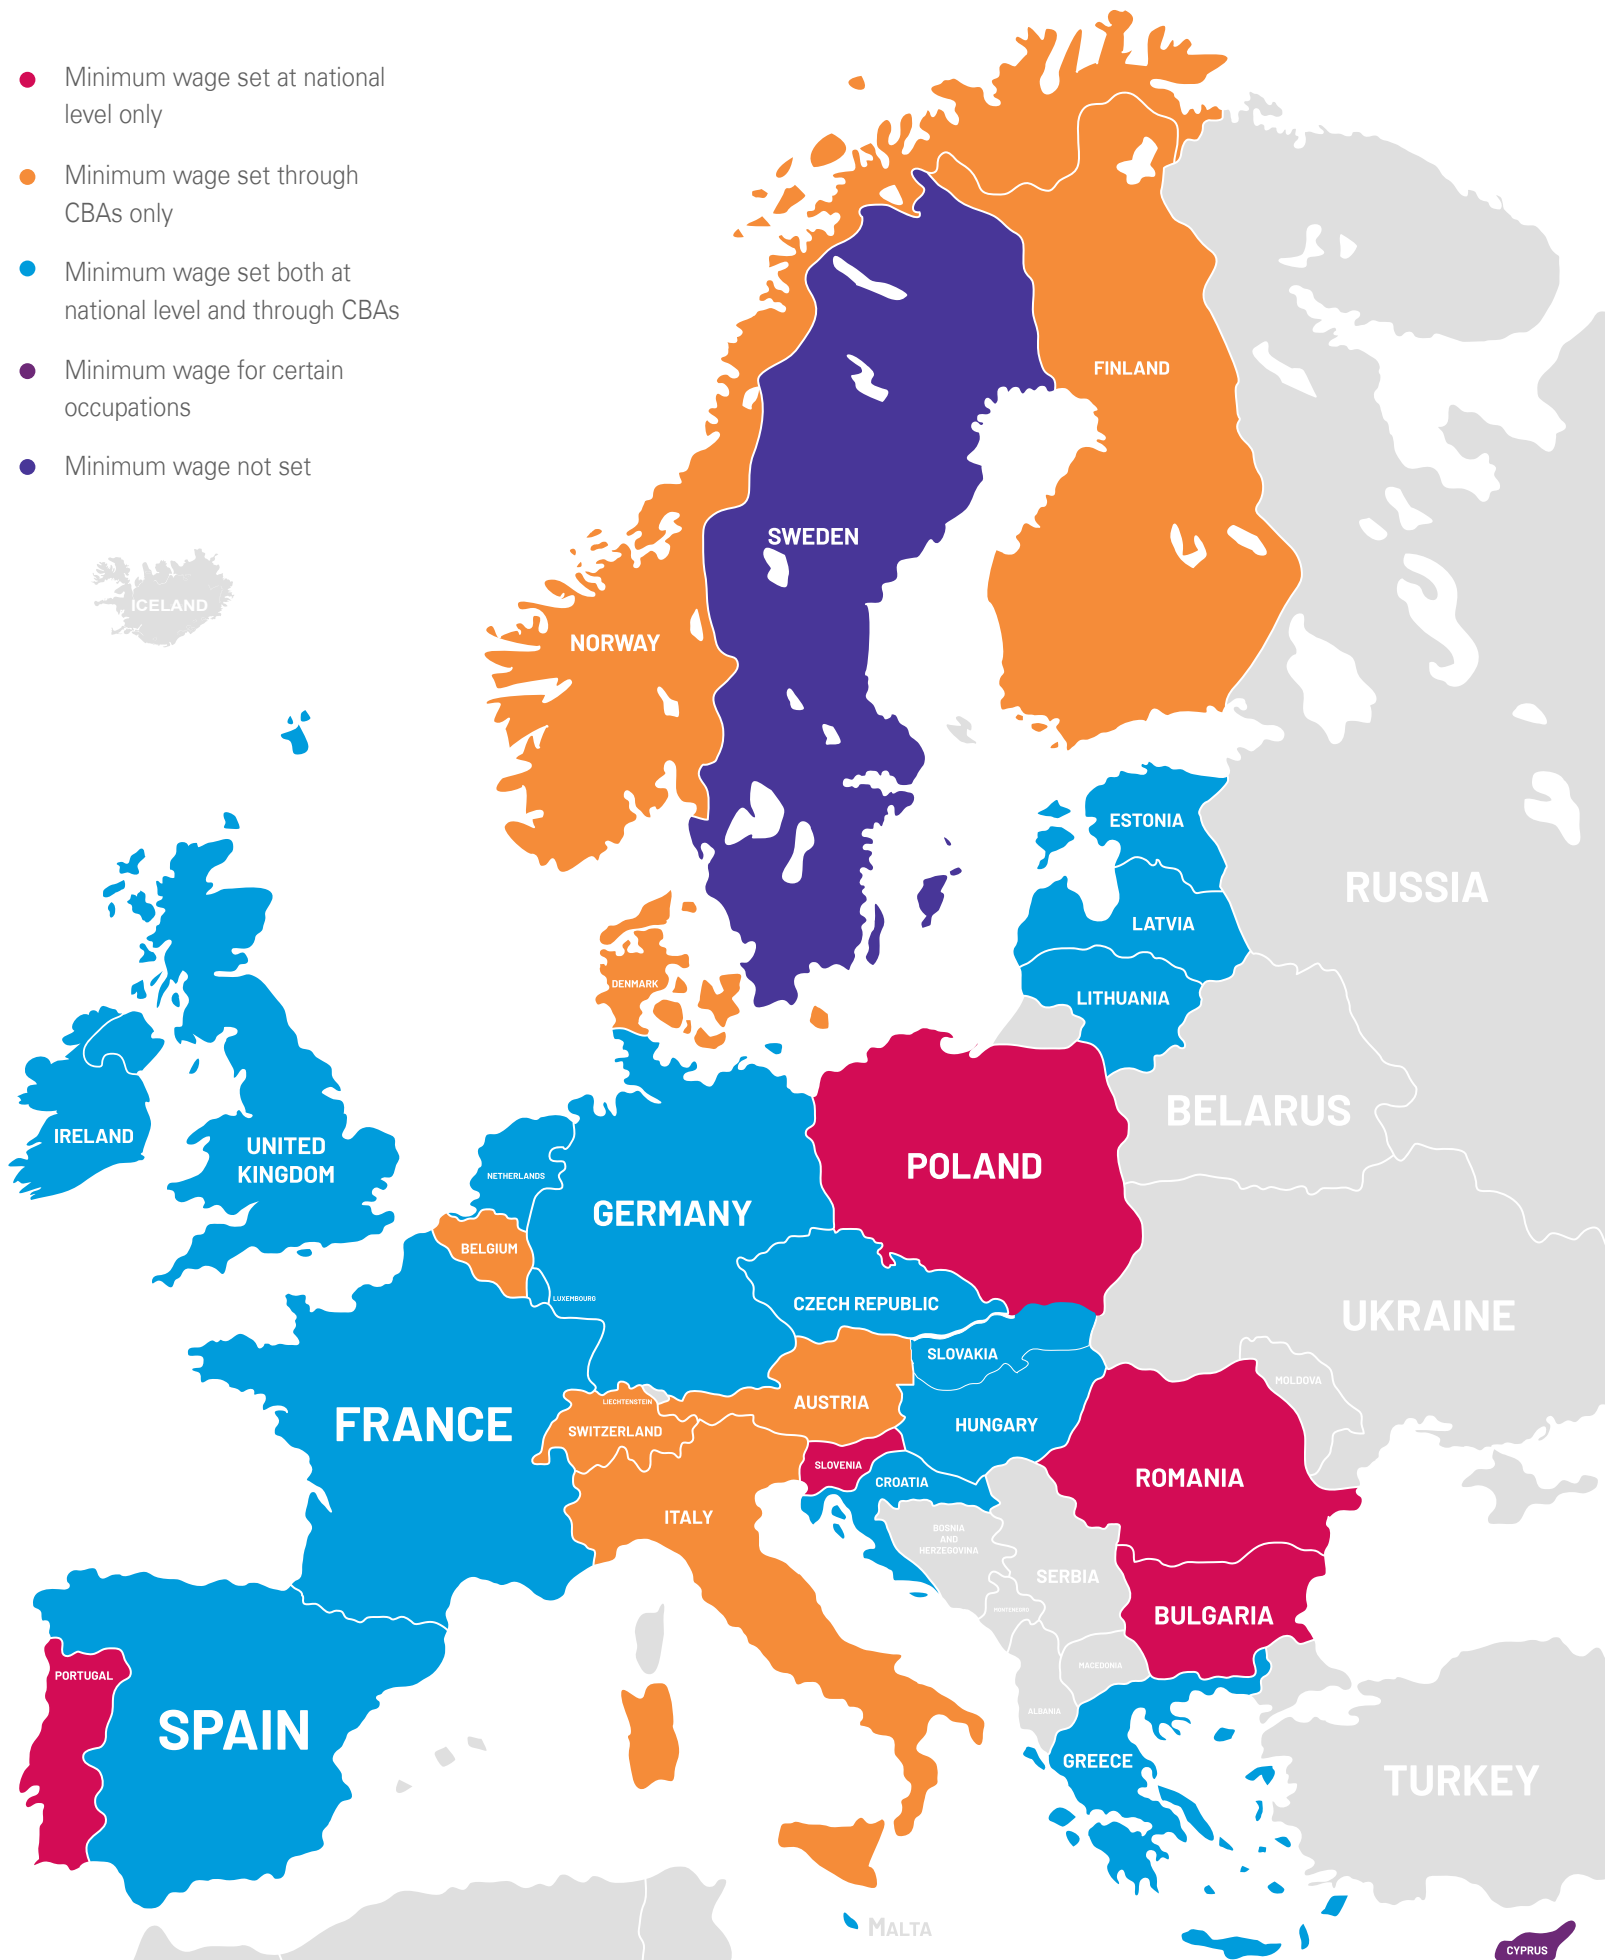 Minimum wage set at national
level only
Minimum wage set through
CBAs only
Minimum wage set both at
national level and through CBAs
Minimum wage for certain
occupations
Minimum wage not set
FINLAND
SWEDEN
ICELAND
NORWAY
ESTONIA
RUSSIA
LATVIA
DENMARK
LITHUANIA
BELARUS
IRELAND
UNITED
KINGDOM
POLAND
NETHERLANDS
GERMANY
BELGIUM
LUXEMBOURG
CZECH REPUBLIC
UKRAINE
SLOVAKIA
MOLDOVA
LIECHTENSTEIN
AUSTRIA
FRANCE
SWITZERLAND
HUNGARY
SLOVENIA
ROMANIA
CROATIA
ITALY
BOSNIA
AND
HERZEGOVINA
SERBIA
MONTENEGRO
BULGARIA
MACEDONIA
PORTUGAL
ALBANIA
SPAIN
GREECE
TURKEY
MALTA
CYPRUS